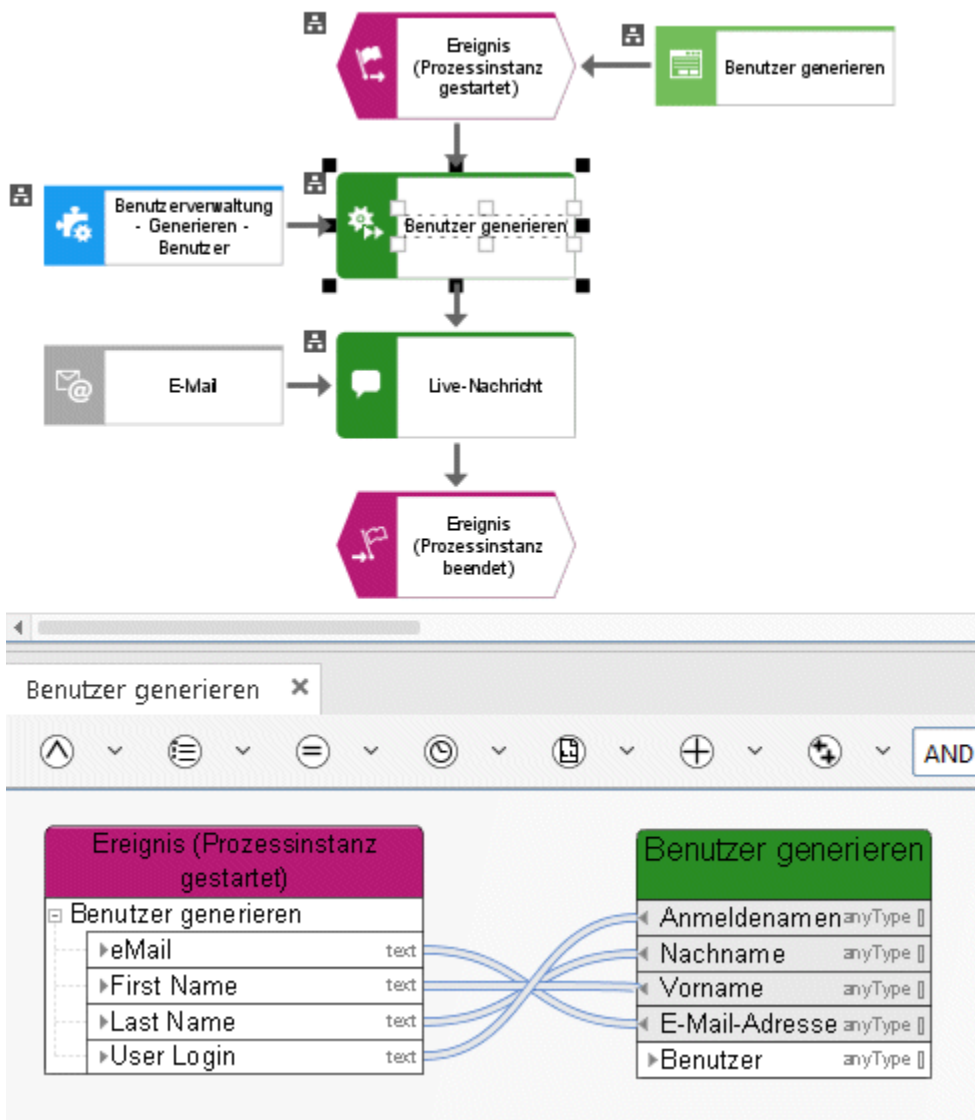 Ereignis
(Prozessinstanz
gestartet)
Benutzer generieren
Benutzerverwaltung
- Generieren -
Benutzer
Benutzer generieren
E-Mail
Live-Nachricht
Ereignis
(Prozessinstanz
beendet)
Benutzer generieren
AND
Ereignis (Prozessinstanz
gestartet)
Benutzer generieren
eMail text
First Name text
Last Name text
User Login text
Benutzer generieren
Anmeldenamen anyType []
Nachname anyType []
Vorname anyType []
E-Mail-Adresse anyType []
Benutzer anyType []